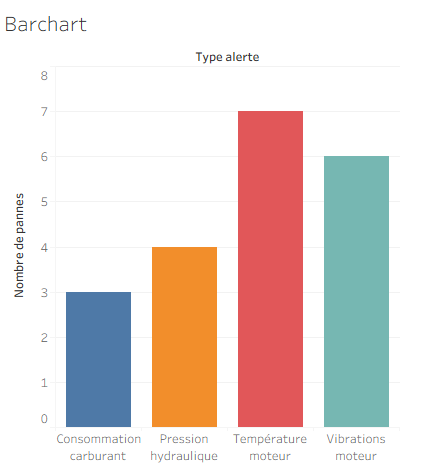 Barchart
Type alerte
8
7
6
5
4
3
2
1
0
Nombre de pannes
Consommation Pression Température Vibrations
carburant hydraulique moteur moteur